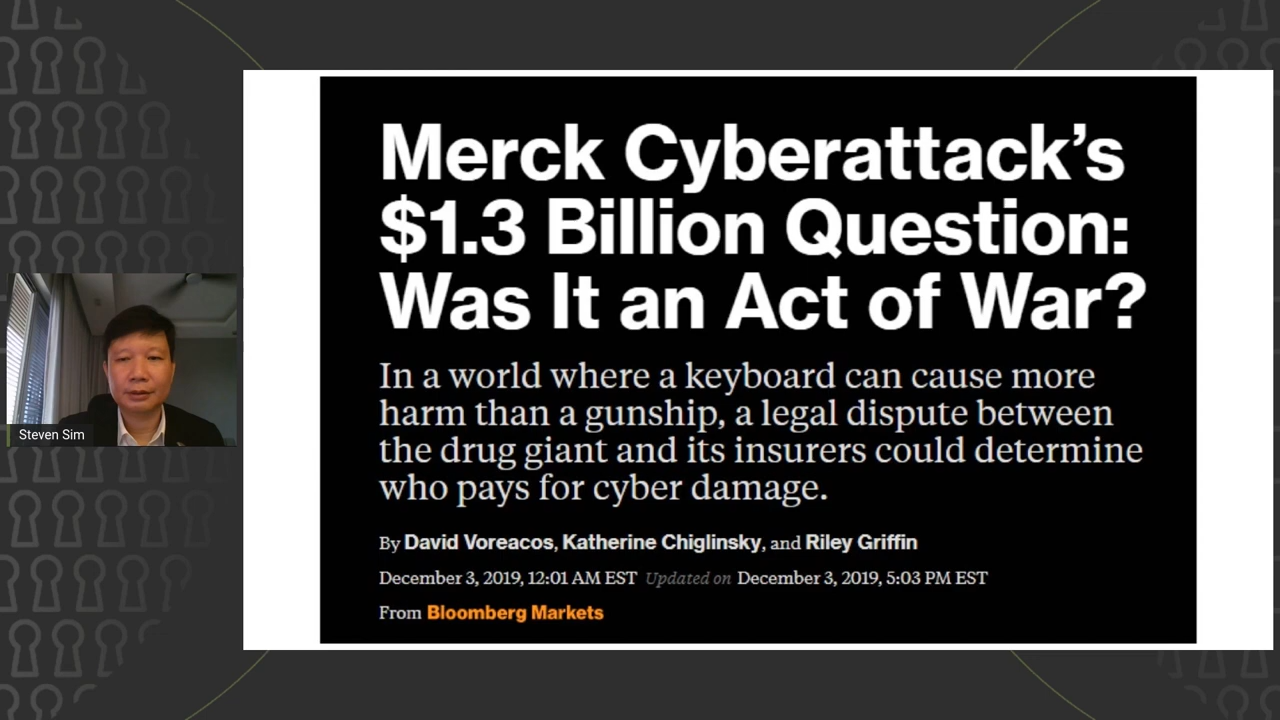 Merck Cyberattack’s
$1.3 Billion Question:
Was It an Act of War?
In a world where a keyboard can cause more
harm than a gunship, a legal dispute between
the drug giant and its insurers could determine
who pays for cyber damage.
By David Voreacos, Katherine Chiglinsky, and Riley Griffin
December 3, 2019, 12:01 AM EST Updated on December 3, 2019, 5:03 PM EST
From Bloomberg Markets
Steven Sim